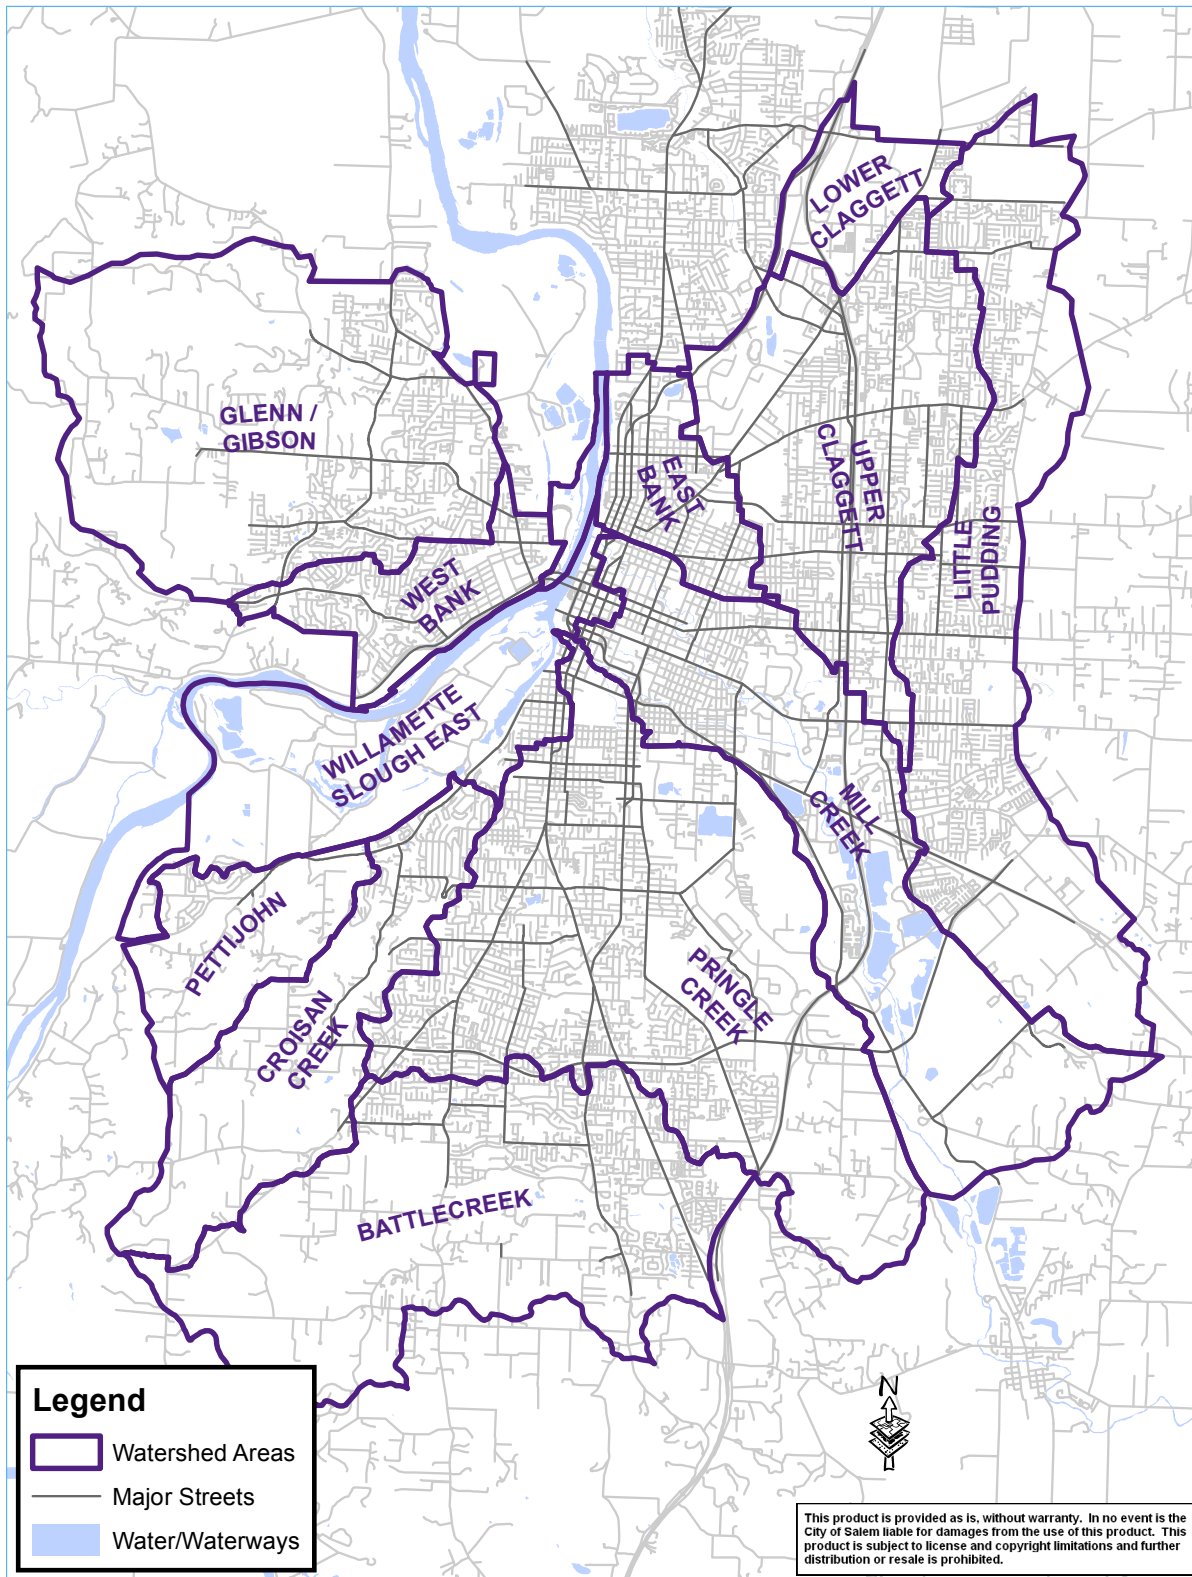 LOWER
CLAGGETT
GLENN /
GIBSON
EAST
BANK
UPPER
CLAGGETT
LITTLE
PUDDING
WEST
BANK
WILLAMETTE
SLOUGH EAST
MILL
CREEK
PETTIJOHN
CROISAN
CREEK
PRINGLE
CREEK
BATTLECREEK
Legend
Watershed Areas
Major Streets
Water/Waterways
N
This product is provided as is, without warranty. In no event is the
City of Salem liable for damages from the use of this product. This
product is subject to license and copyright limitations and further
distribution or resale is prohibited.